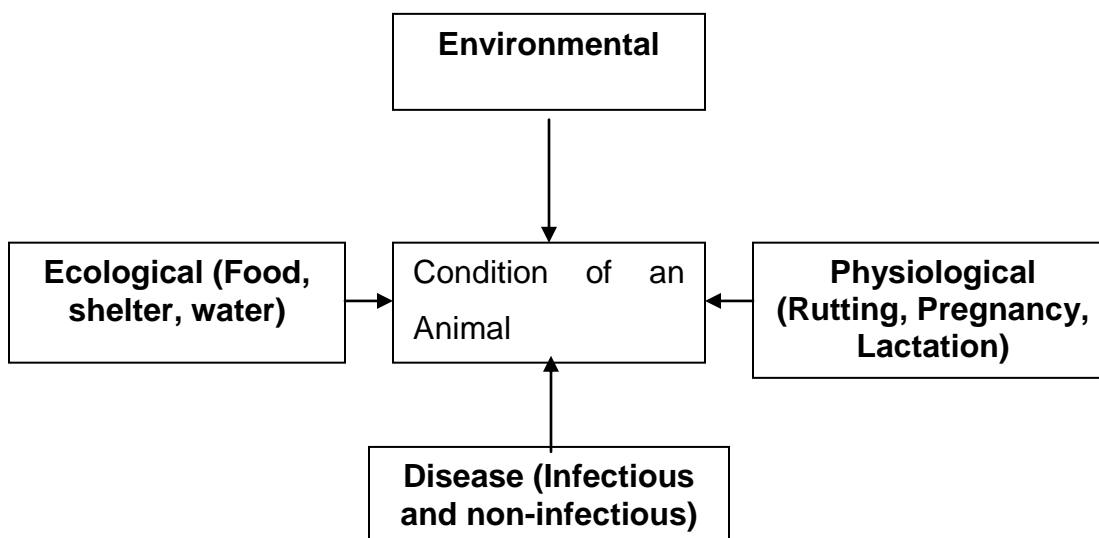 Environmental
Ecological (Food,
shelter, water)
Condition of an
Animal
Physiological
(Rutting, Pregnancy,
Lactation)
Disease (Infectious
and non-infectious)